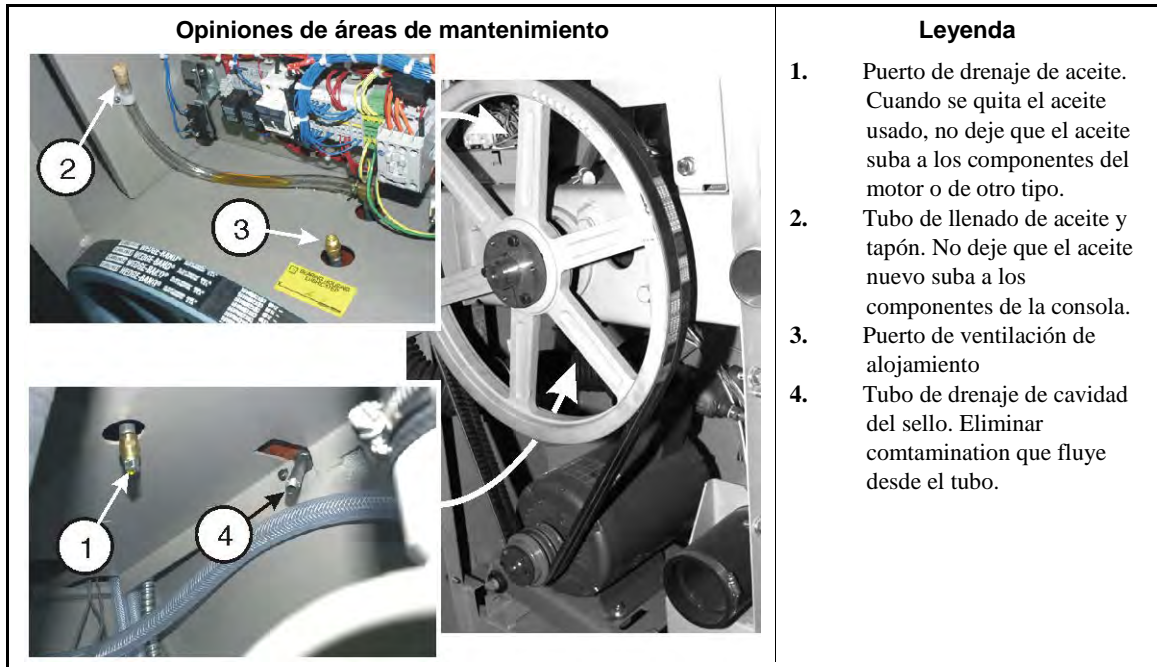 Opiniones de áreas de mantenimiento
2
3
WEDGE-BAND
1
4
Leyenda
1. Puerto de drenaje de aceite.
Cuando se quita el aceite
usado, no deje que el aceite
suba a los componentes del
motor o de otro tipo.
2. Tubo de llenado de aceite y
tapón. No deje que el aceite
nuevo suba a los
componentes de la consola.
3. Puerto de ventilación de
alojamiento
4. Tubo de drenaje de cavidad
del sello. Eliminar
comtamination que fluye
desde el tubo.